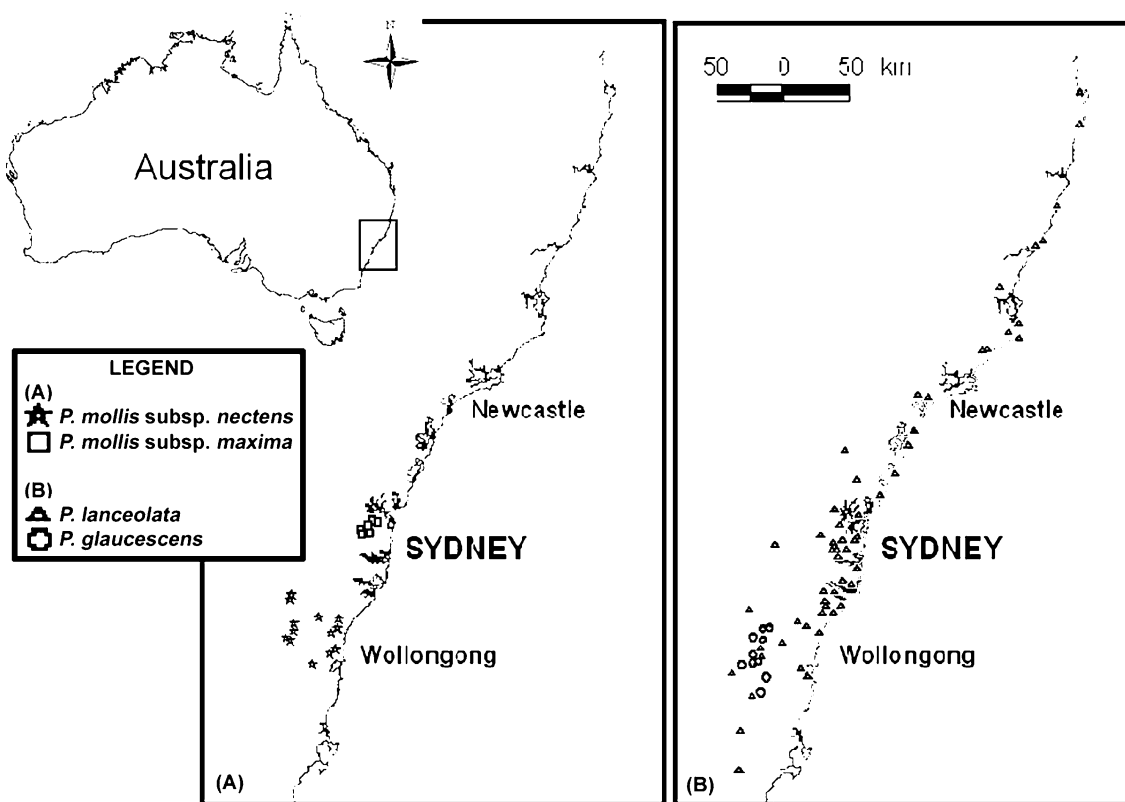 N
Australia
LEGEND
(A)
P. mollis subsp. nectens
P. mollis subsp. maxima
(B)
P. lanceolata
P. glaucescens
Newcastle
SYDNEY
Wollongong
(A)
50 0 50 km
Newcastle
SYDNEY
Wollongong
(B)